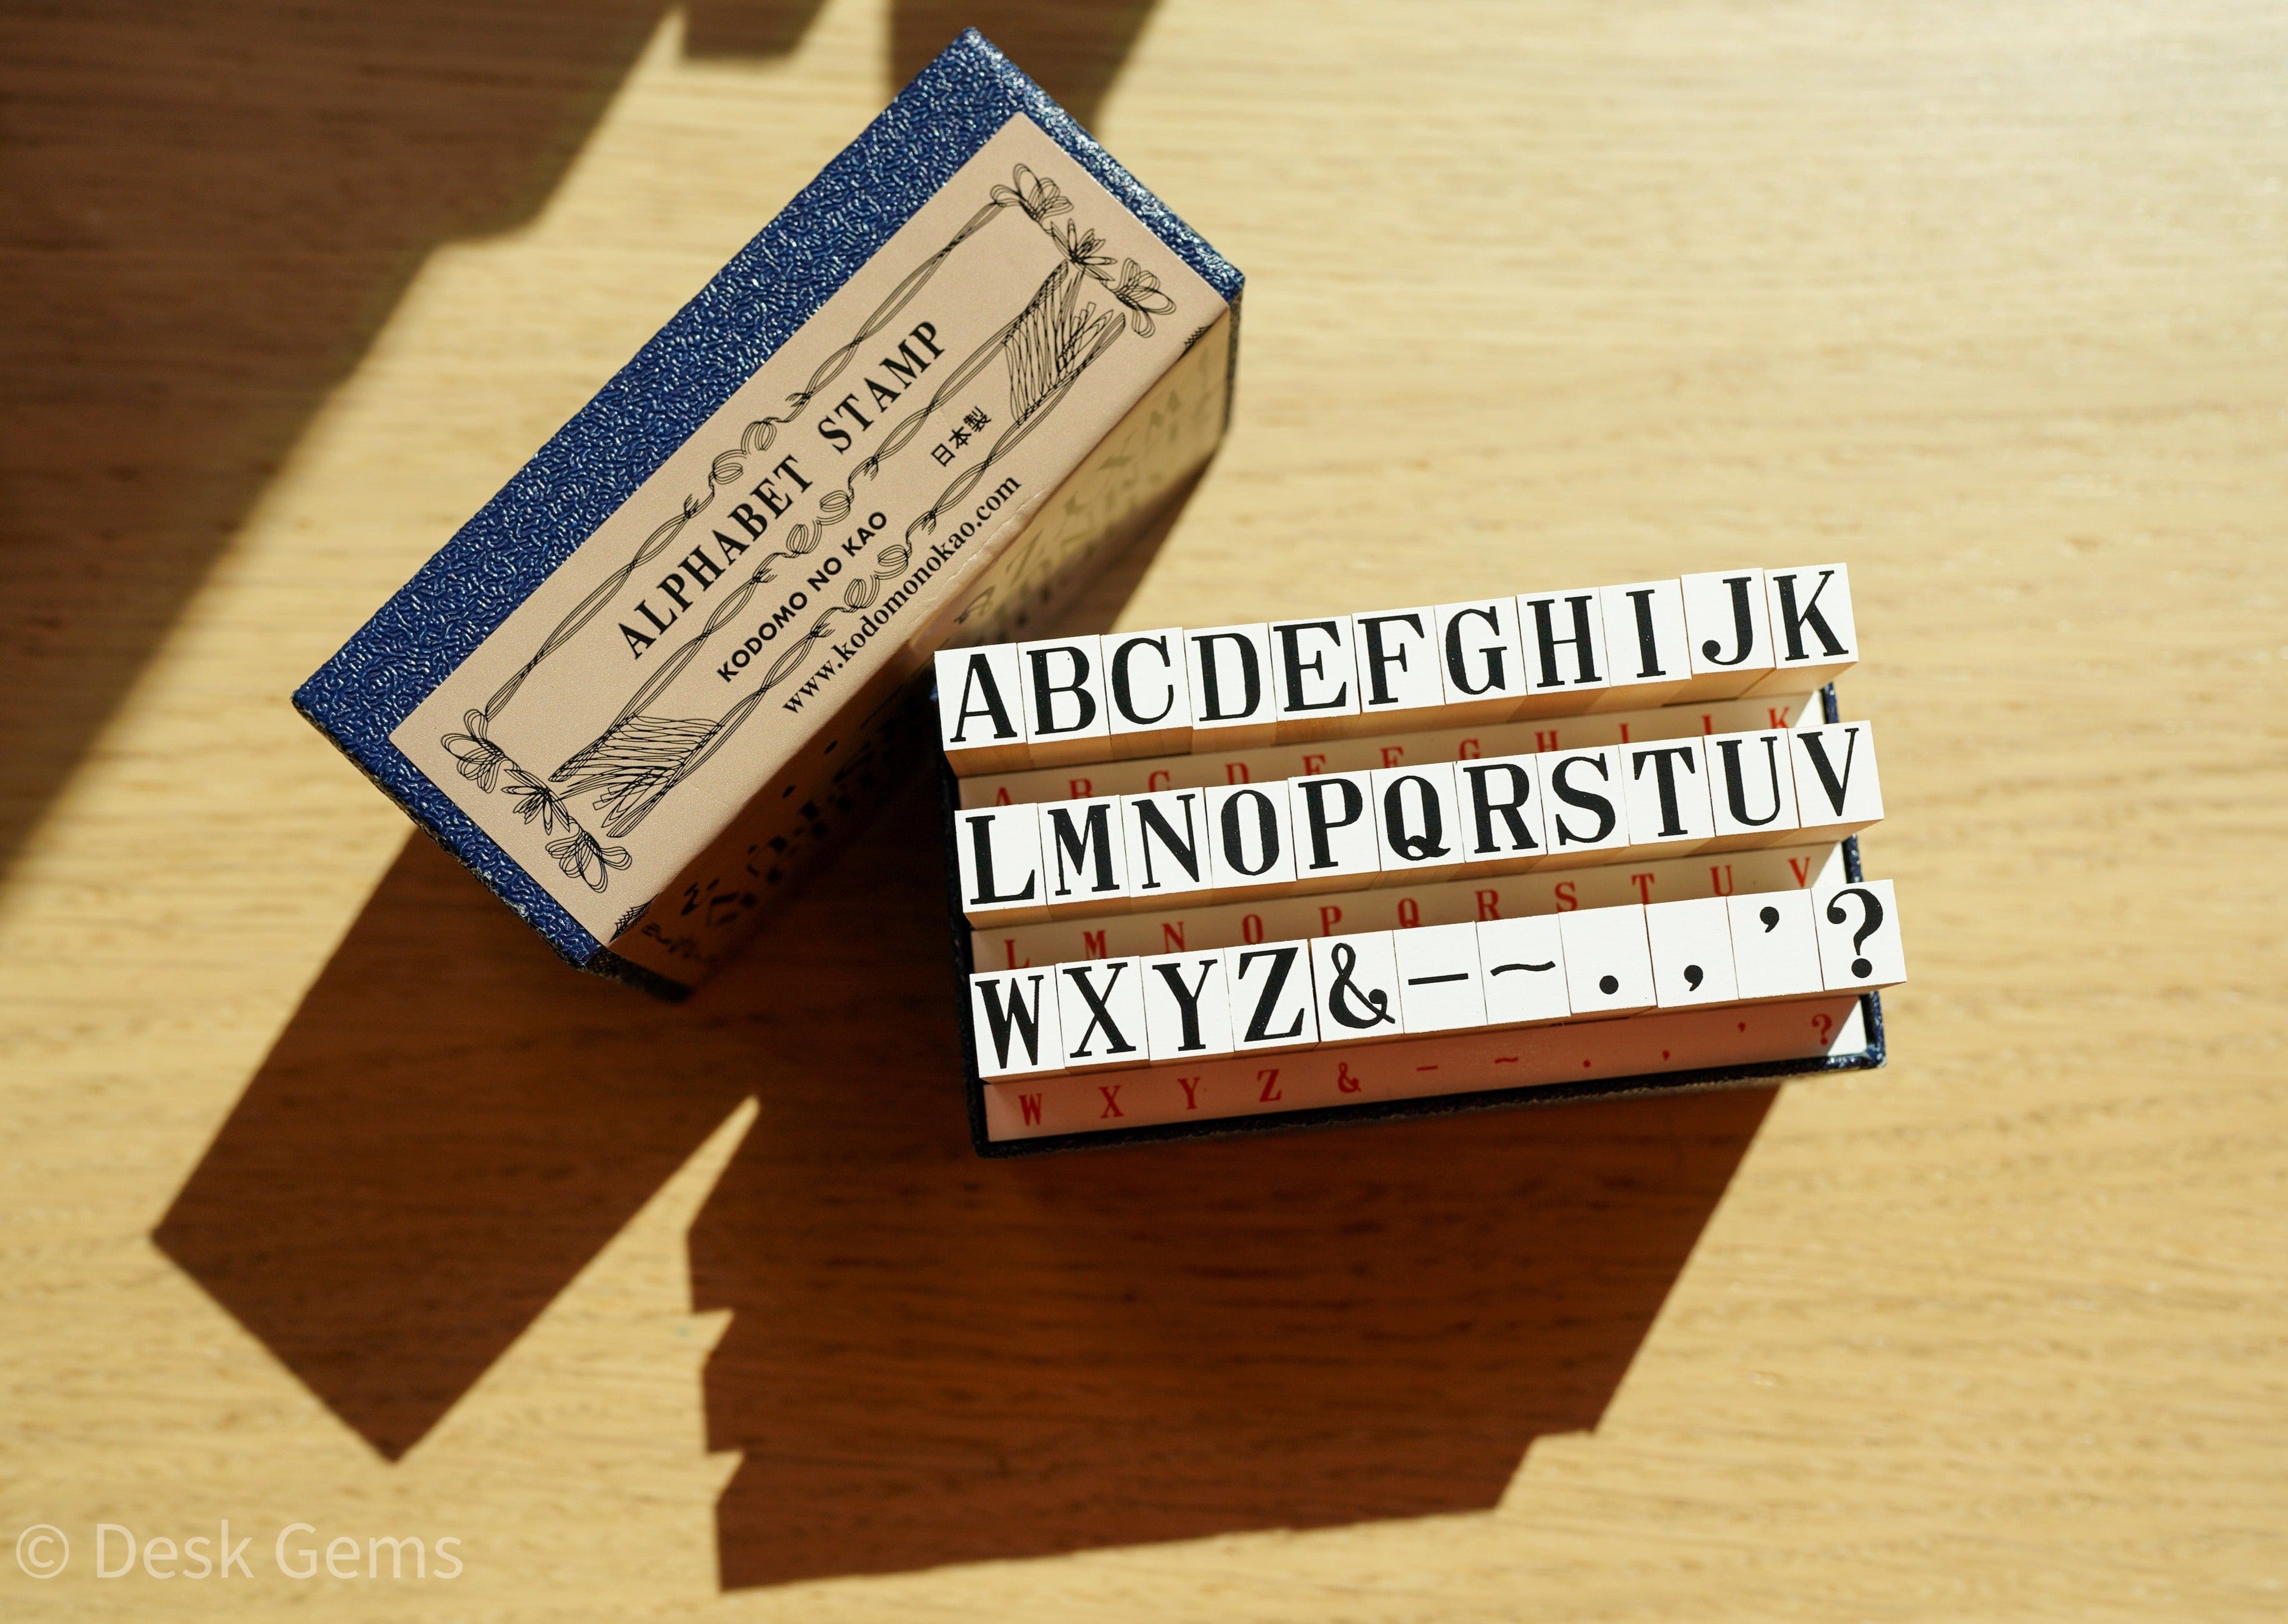 ALPHABET STAMP
KODOMO NO KAO
日本製
www.kodomonokao.com
ABCDEFGHIJK
A B C D E F G H I J K
LMNOPQRSTUV
L M N O P Q R S T U V
WXYZ&—~.,’?
W X Y Z & — ~ . , ’ ?
© Desk Gems